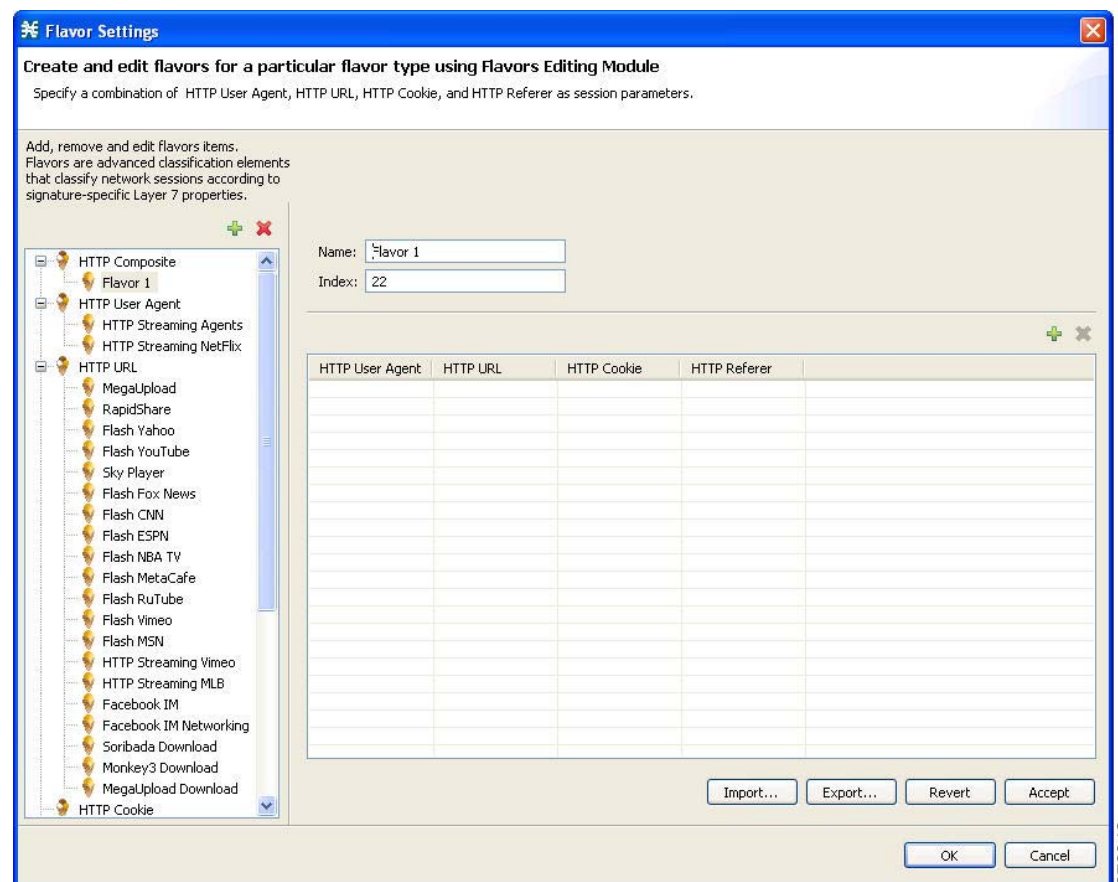 Flavor Settings
Create and edit flavors for a particular flavor type using Flavors Editing Module
Specify a combination of HTTP User Agent, HTTP URL, HTTP Cookie, and HTTP Referer as session parameters.
Add, remove and edit flavors items.
Flavors are advanced classification elements
that classify network sessions according to
signature-specific Layer 7 properties.
HTTP Composite
Flavor 1
HTTP User Agent
HTTP Streaming Agents
HTTP Streaming NetFlix
HTTP URL
MegaUpload
RapidShare
Flash Yahoo
Flash YouTube
Sky Player
Flash Fox News
Flash CNN
Flash ESPN
Flash NBA TV
Flash MetaCafe
Flash RuTube
Flash Vimeo
Flash MSN
HTTP Streaming Vimeo
HTTP Streaming MLB
Facebook IM
Facebook IM Networking
Soribada Download
Monkey3 Download
MegaUpload Download
HTTP Cookie
Name: Flavor 1
Index: 22
HTTP User Agent HTTP URL HTTP Cookie HTTP Referer
Import... Export... Revert Accept
OK Cancel